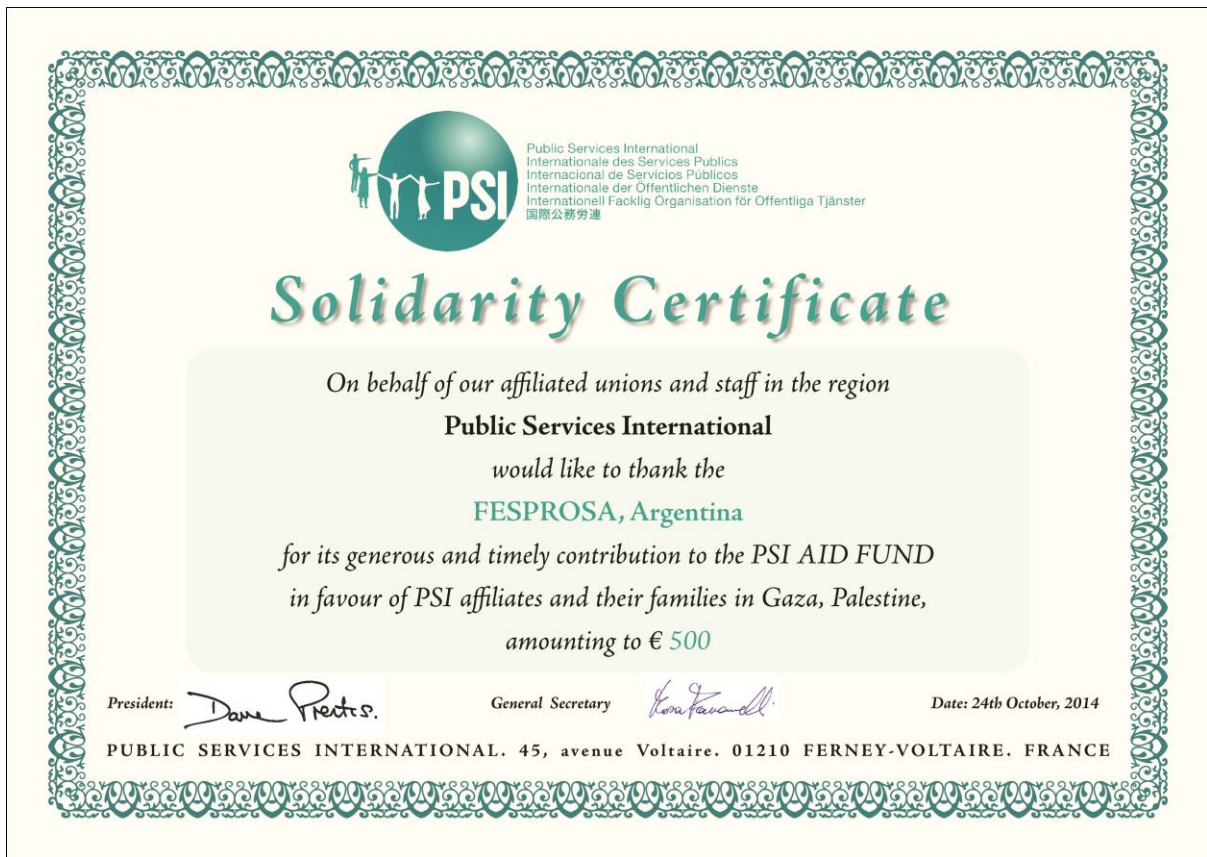 PSI
Public Services International
Internationale des Services Publics
Internacional de Servicios Públicos
Internationale der Öffentlichen Dienste
Internationell Facklig Organisation för Offentliga Tjänster
国際公務労連
Solidarity Certificate
On behalf of our affiliated unions and staff in the region
Public Services International
would like to thank the
FESPROSA, Argentina
for its generous and timely contribution to the PSI AID FUND
in favour of PSI affiliates and their families in Gaza, Palestine,
amounting to € 500
President: Dave Prentis. General Secretary Date: 24th October, 2014
PUBLIC SERVICES INTERNATIONAL. 45, avenue Voltaire. 01210 FERNEY-VOLTAIRE. FRANCE